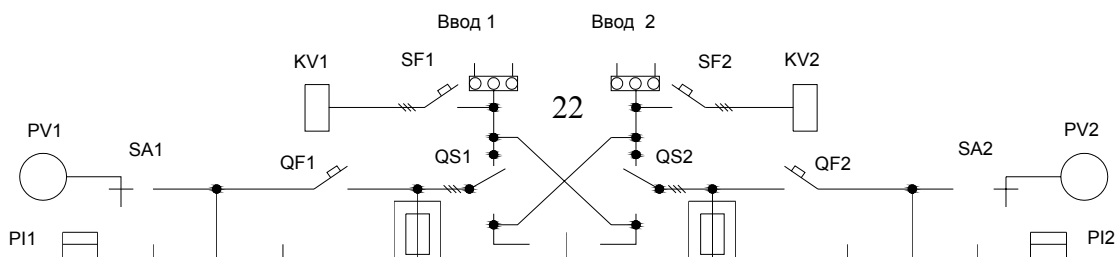 Ввод 1 Ввод 2
KV1 SF1 SF2 KV2
22
PV1 PV2
SA1 QF1 QS1 QS2 QF2 SA2
PI1 PI2